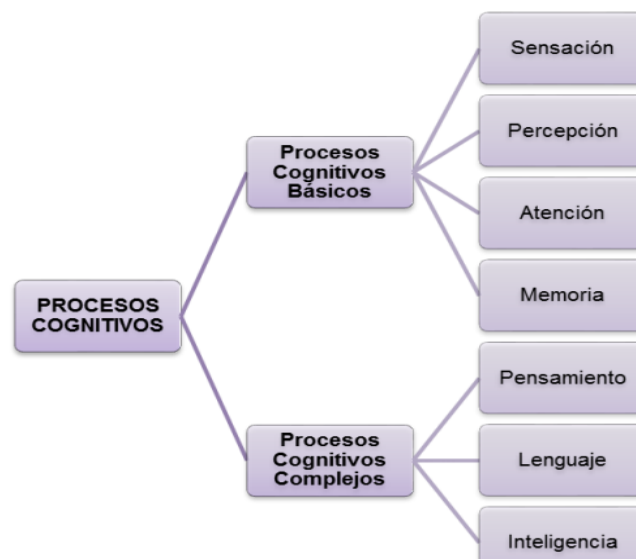 Sensación
Percepción
Procesos
Cognitivos
Básicos
Atención
Memoria
PROCESOS
COGNITIVOS
Pensamiento
Procesos
Cognitivos
Complejos
Lenguaje
Inteligencia